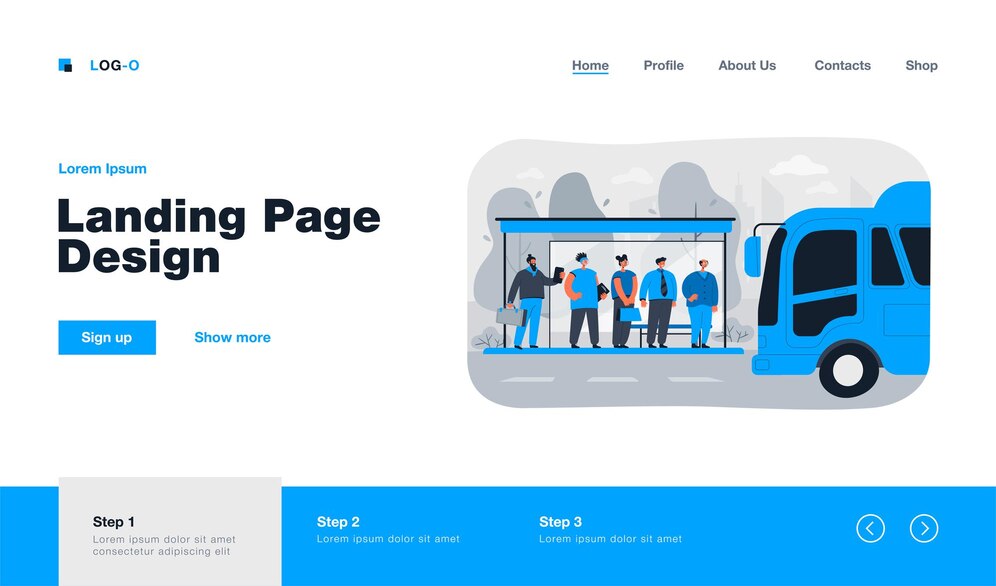 LOG-O
Home Profile About Us Contacts Shop
Lorem Ipsum
Landing Page
Design
Sign up Show more
Step 1
Lorem ipsum dolor sit amet
consectetur adipiscing elit
Step 2
Lorem ipsum dolor sit amet
Step 3
Lorem ipsum dolor sit amet